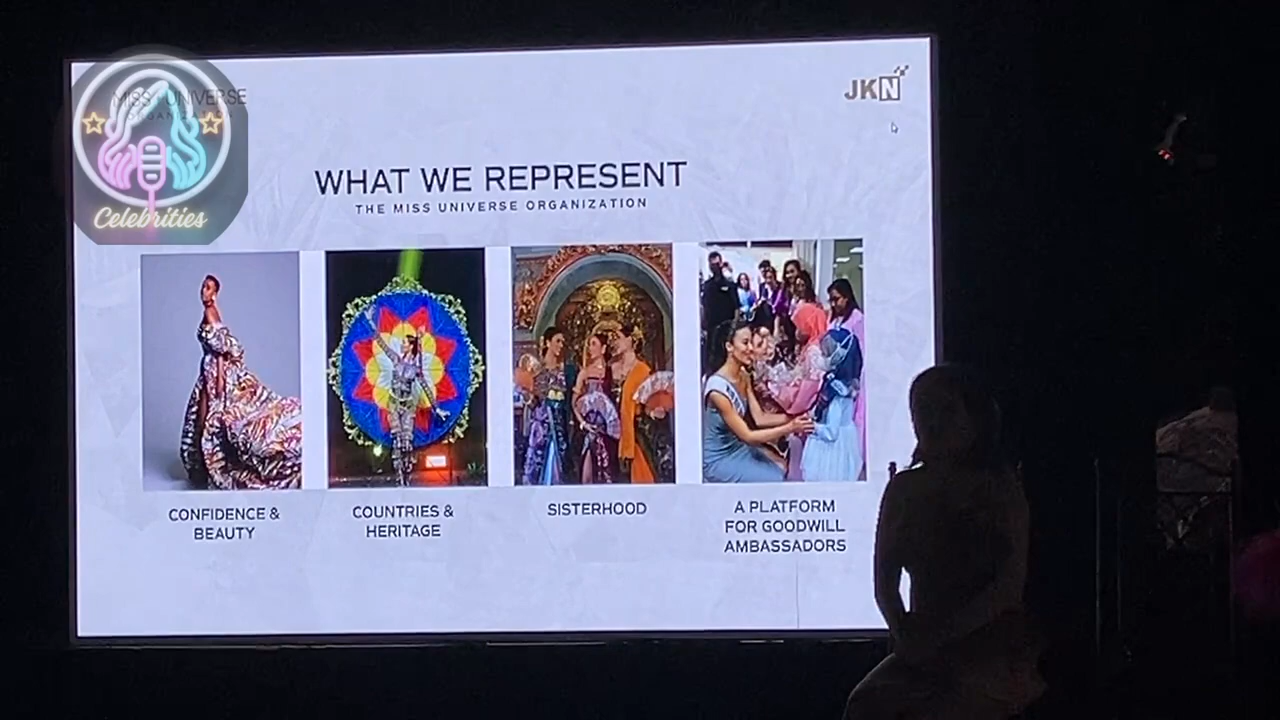 MISS UNIVERSE
ORGANIZATION
Celebrities
JKN
WHAT WE REPRESENT
THE MISS UNIVERSE ORGANIZATION
CONFIDENCE &
BEAUTY
COUNTRIES &
HERITAGE
SISTERHOOD
A PLATFORM
FOR GOODWILL
AMBASSADORS